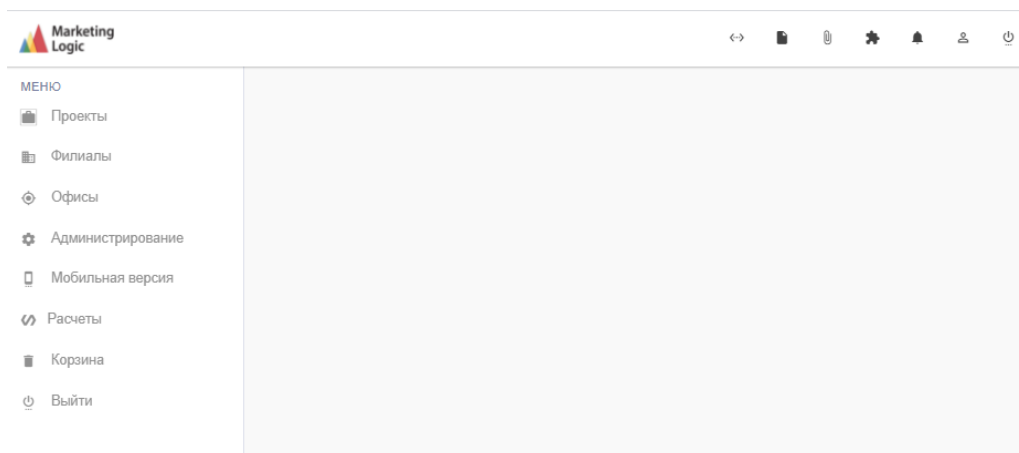 Marketing
Logic
МЕНЮ
Проекты
Филиалы
Офисы
Администрирование
Мобильная версия
Расчеты
Корзина
Выйти